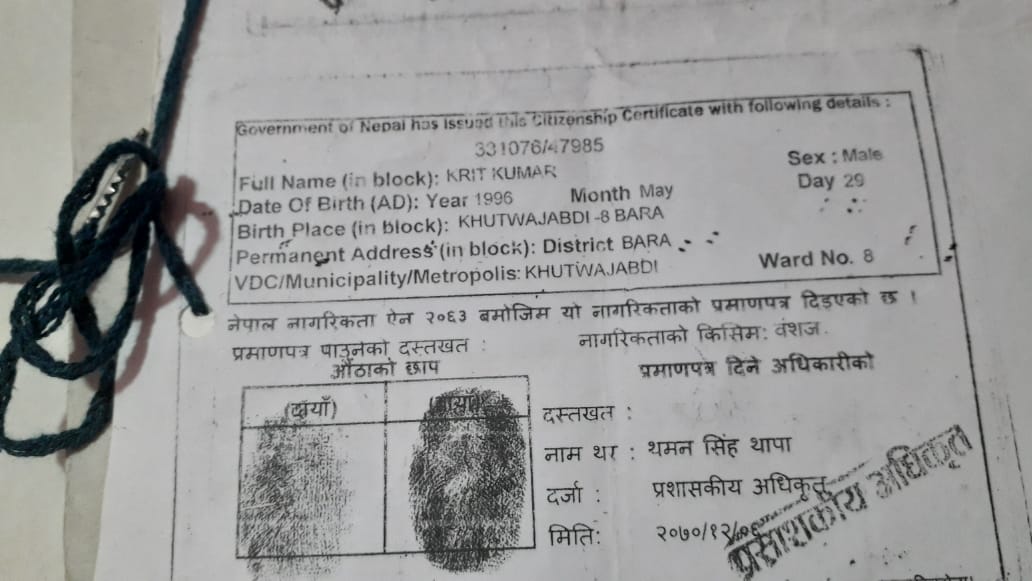 Government of Nepal has issued this Citizenship Certificate with following details :
331076/47985
Sex : Male
Full Name (in block): KRIT KUMAR
Date Of Birth (AD): Year 1996 Month May Day 29
Birth Place (in block): KHUTWAJABDI -8 BARA
Permanent Address (in block): District BARA
VDC/Municipality/Metropolis: KHUTWAJABDI Ward No. 8
नेपाल नागरिकता ऐन २०६३ बमोजिम यो नागरिकताको प्रमाणपत्र दिइएको छ ।
प्रमाणपत्र पाउनेको दस्तखत : नागरिकताको किसिम: वंशज.
औंठाको छाप प्रमाणपत्र दिने अधिकारीको
(दायाँ) (बायाँ)
दस्तखत :
नाम थर : थमन सिंह थापा
दर्जा : प्रशासकीय अधिकृत
मिति: २०७०/१२/
प्रशासकीय अधिकृत